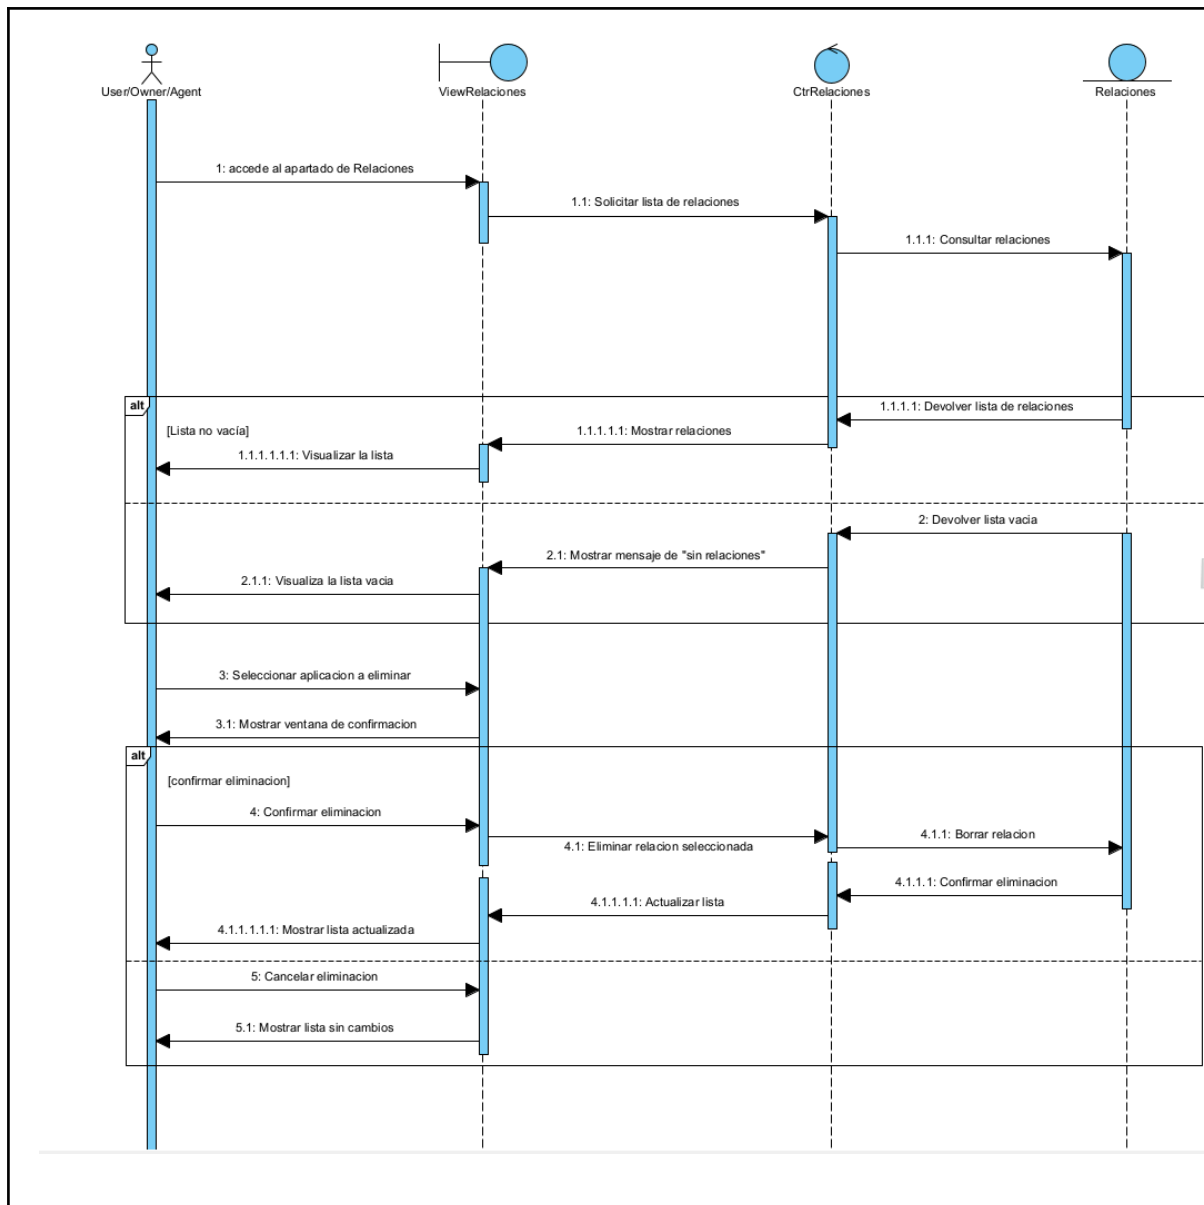 User/Owner/Agent
ViewRelaciones
CtrRelaciones
Relaciones
1: accede al apartado de Relaciones
1.1: Solicitar lista de relaciones
1.1.1: Consultar relaciones
alt
1.1.1.1: Devolver lista de relaciones
[Lista no vacía]
1.1.1.1.1: Mostrar relaciones
1.1.1.1.1.1: Visualizar la lista
2: Devolver lista vacia
2.1: Mostrar mensaje de "sin relaciones"
2.1.1: Visualiza la lista vacia
3: Seleccionar aplicacion a eliminar
3.1: Mostrar ventana de confirmacion
alt
[confirmar eliminacion]
4: Confirmar eliminacion
4.1: Eliminar relacion seleccionada
4.1.1: Borrar relacion
4.1.1.1: Confirmar eliminacion
4.1.1.1.1: Actualizar lista
4.1.1.1.1.1: Mostrar lista actualizada
5: Cancelar eliminacion
5.1: Mostrar lista sin cambios